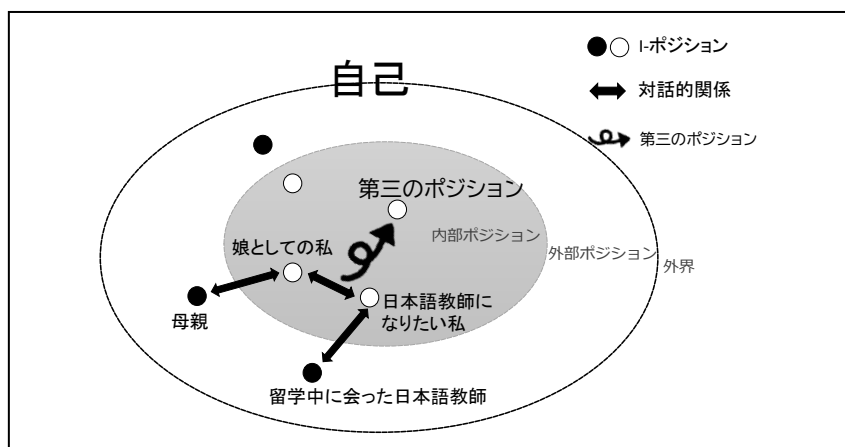 自己
I-ポジション
対話的関係
第三のポジション
第三のポジション
内部ポジション
外部ポジション
外界
娘としての私
母親
日本語教師に
なりたい私
留学中に会った日本語教師